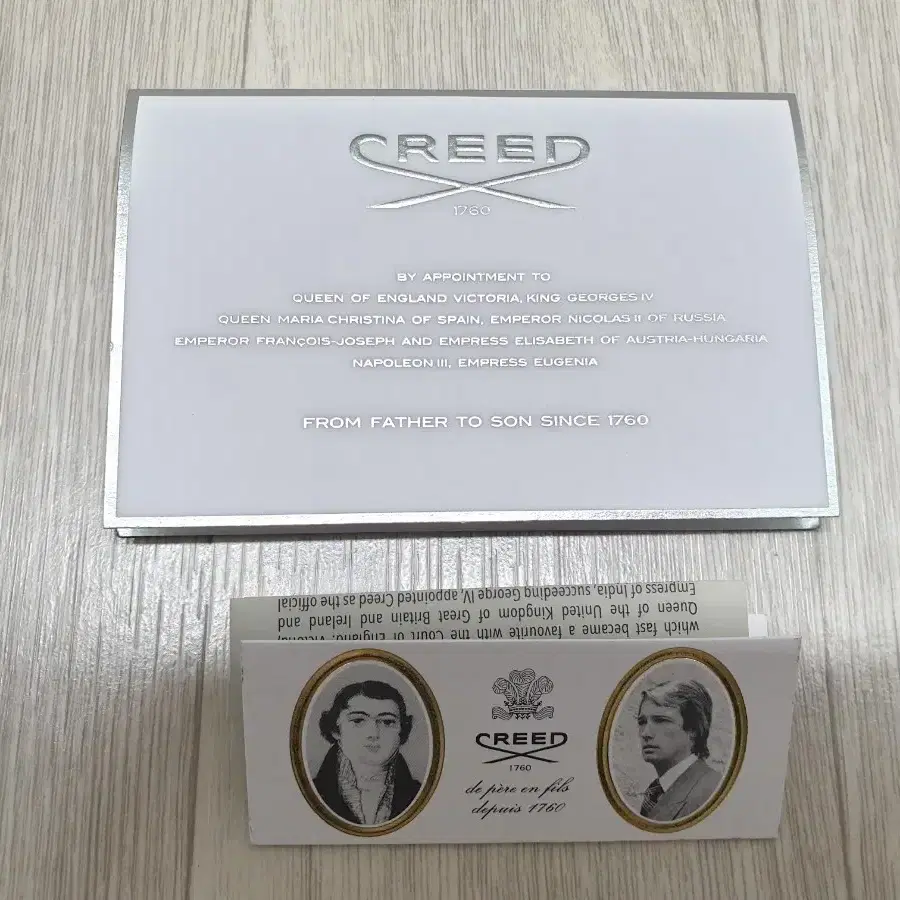 CREED
1760
BY APPOINTMENT TO
QUEEN OF ENGLAND VICTORIA, KING GEORGES IV
QUEEN MARIA CHRISTINA OF SPAIN, EMPEROR NICOLAS II OF RUSSIA
EMPEROR FRANÇOIS-JOSEPH AND EMPRESS ELISABETH OF AUSTRIA-HUNGARIA
NAPOLEON III, EMPRESS EUGENIA
FROM FATHER TO SON SINCE 1760
which fast became a favourite with the Court of England. Victoria,
Queen of the United Kingdom of Great Britain and Ireland and
Empress of India, succeeding George IV, appointed Creed as the official
CREED
1760
de père en fils
depuis 1760